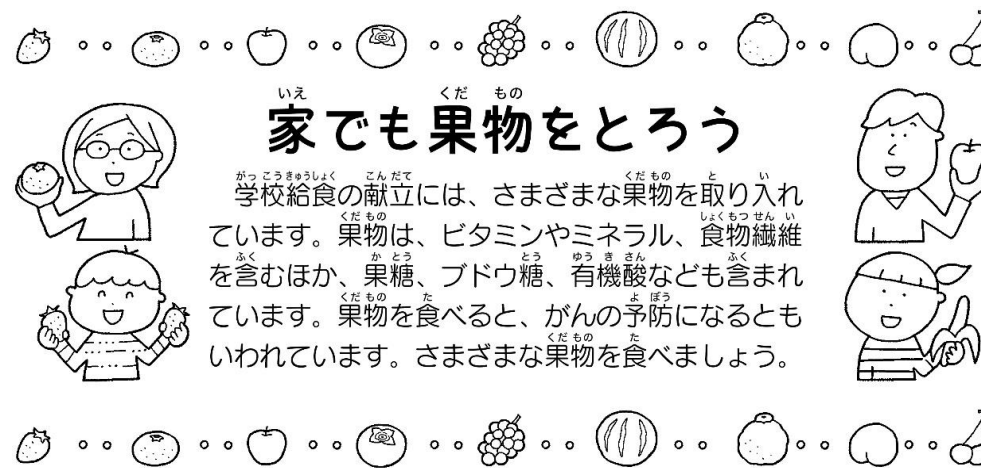 家でも果物をとろう
学校給食の献立には、さまざまな果物を取り入れ
ています。果物は、ビタミンやミネラル、食物繊維
を含むほか、果糖、ブドウ糖、有機酸なども含まれ
ています。果物を食べると、がんの予防になるとも
いわれています。さまざまな果物を食べましょう。